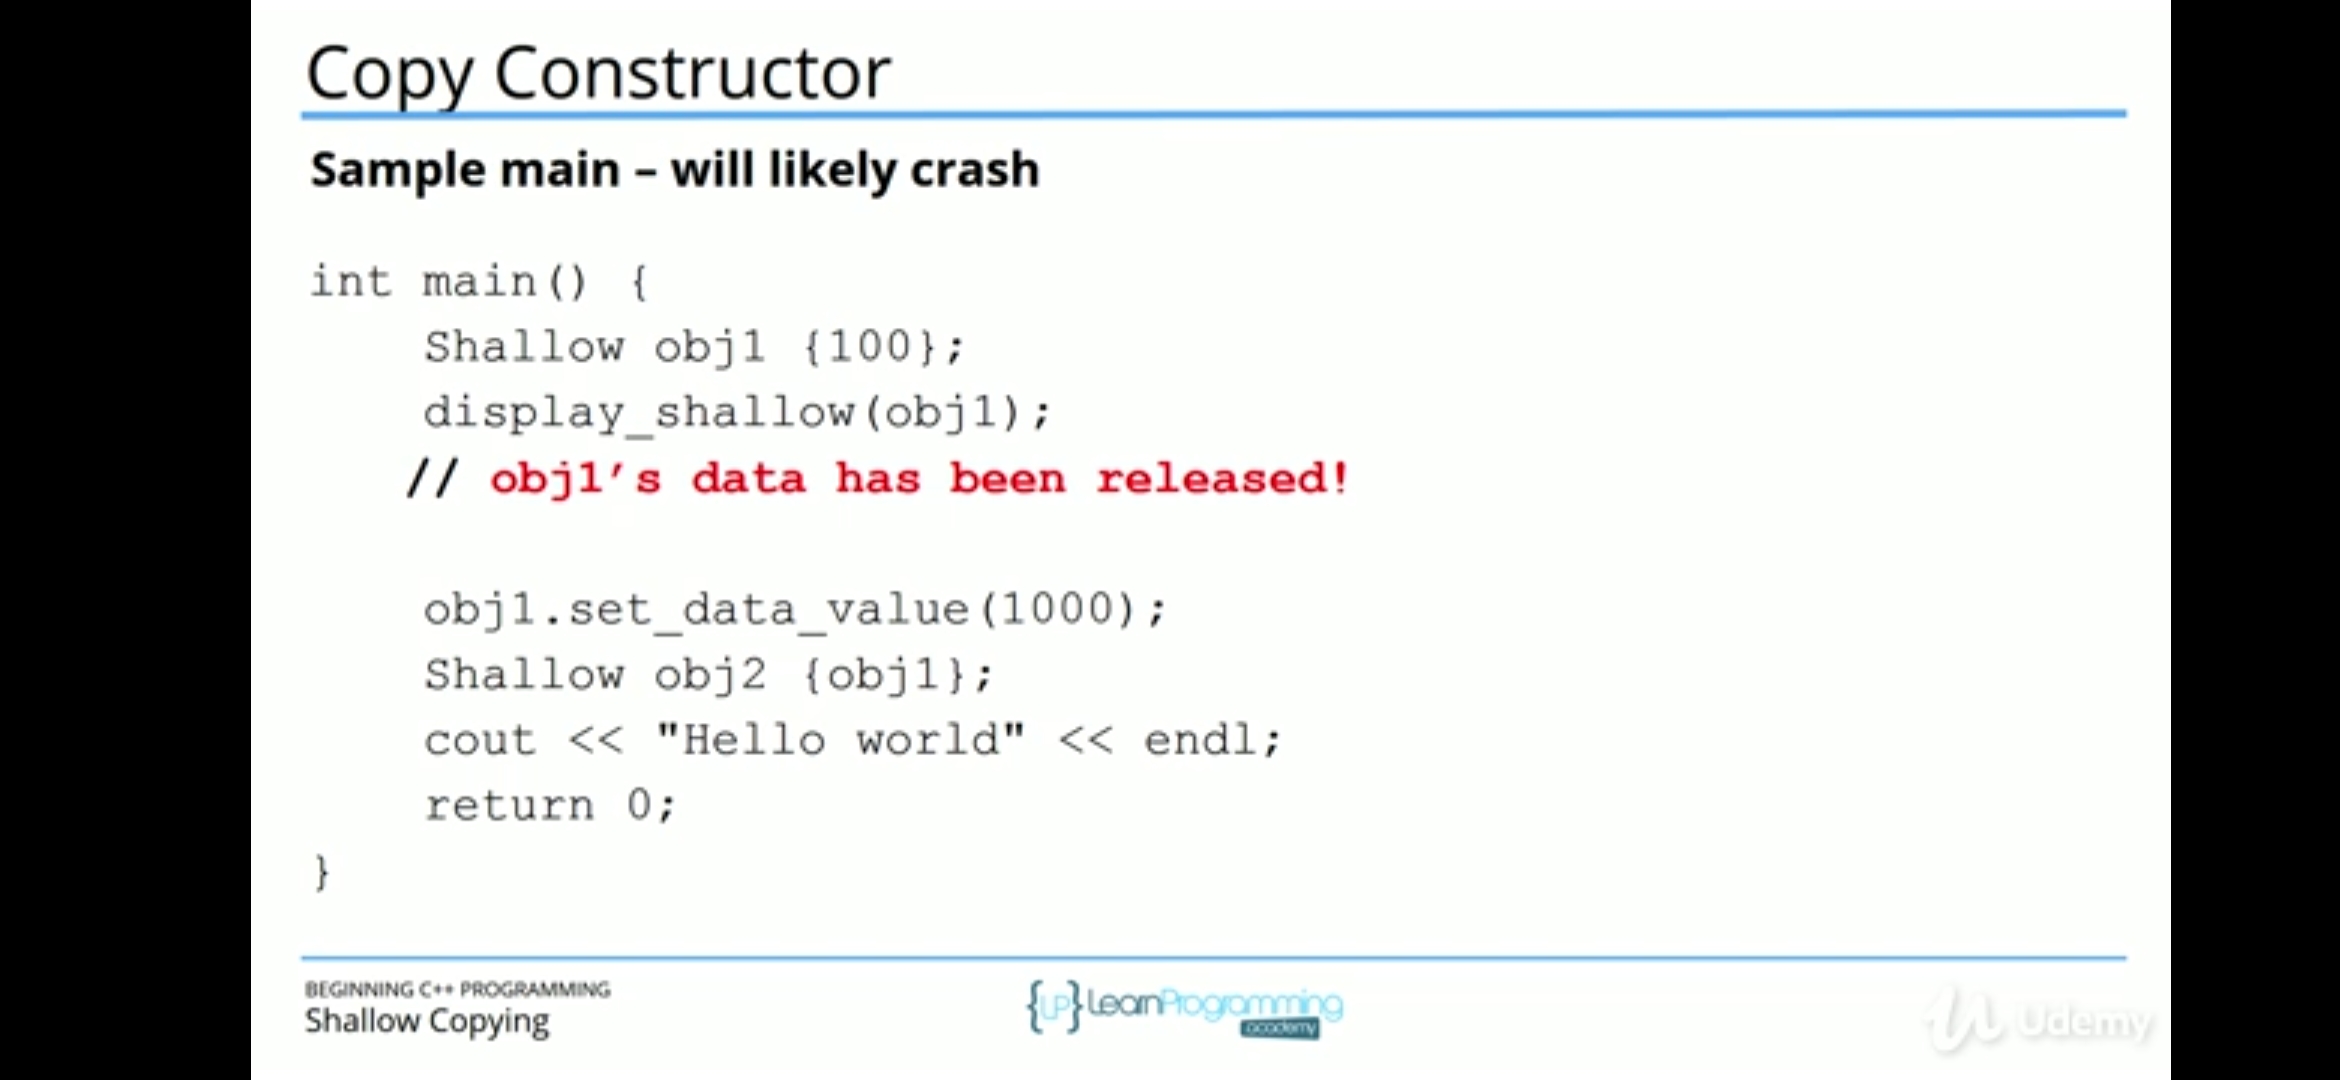 Copy Constructor
Sample main – will likely crash
int main() {
Shallow obj1 {100};
display_shallow(obj1);
// obj1’s data has been released!
obj1.set_data_value(1000);
Shallow obj2 {obj1};
cout << "Hello world" << endl;
return 0;
}
BEGINNING C++ PROGRAMMING
Shallow Copying
{LP} LearnProgramming
academy
Udemy